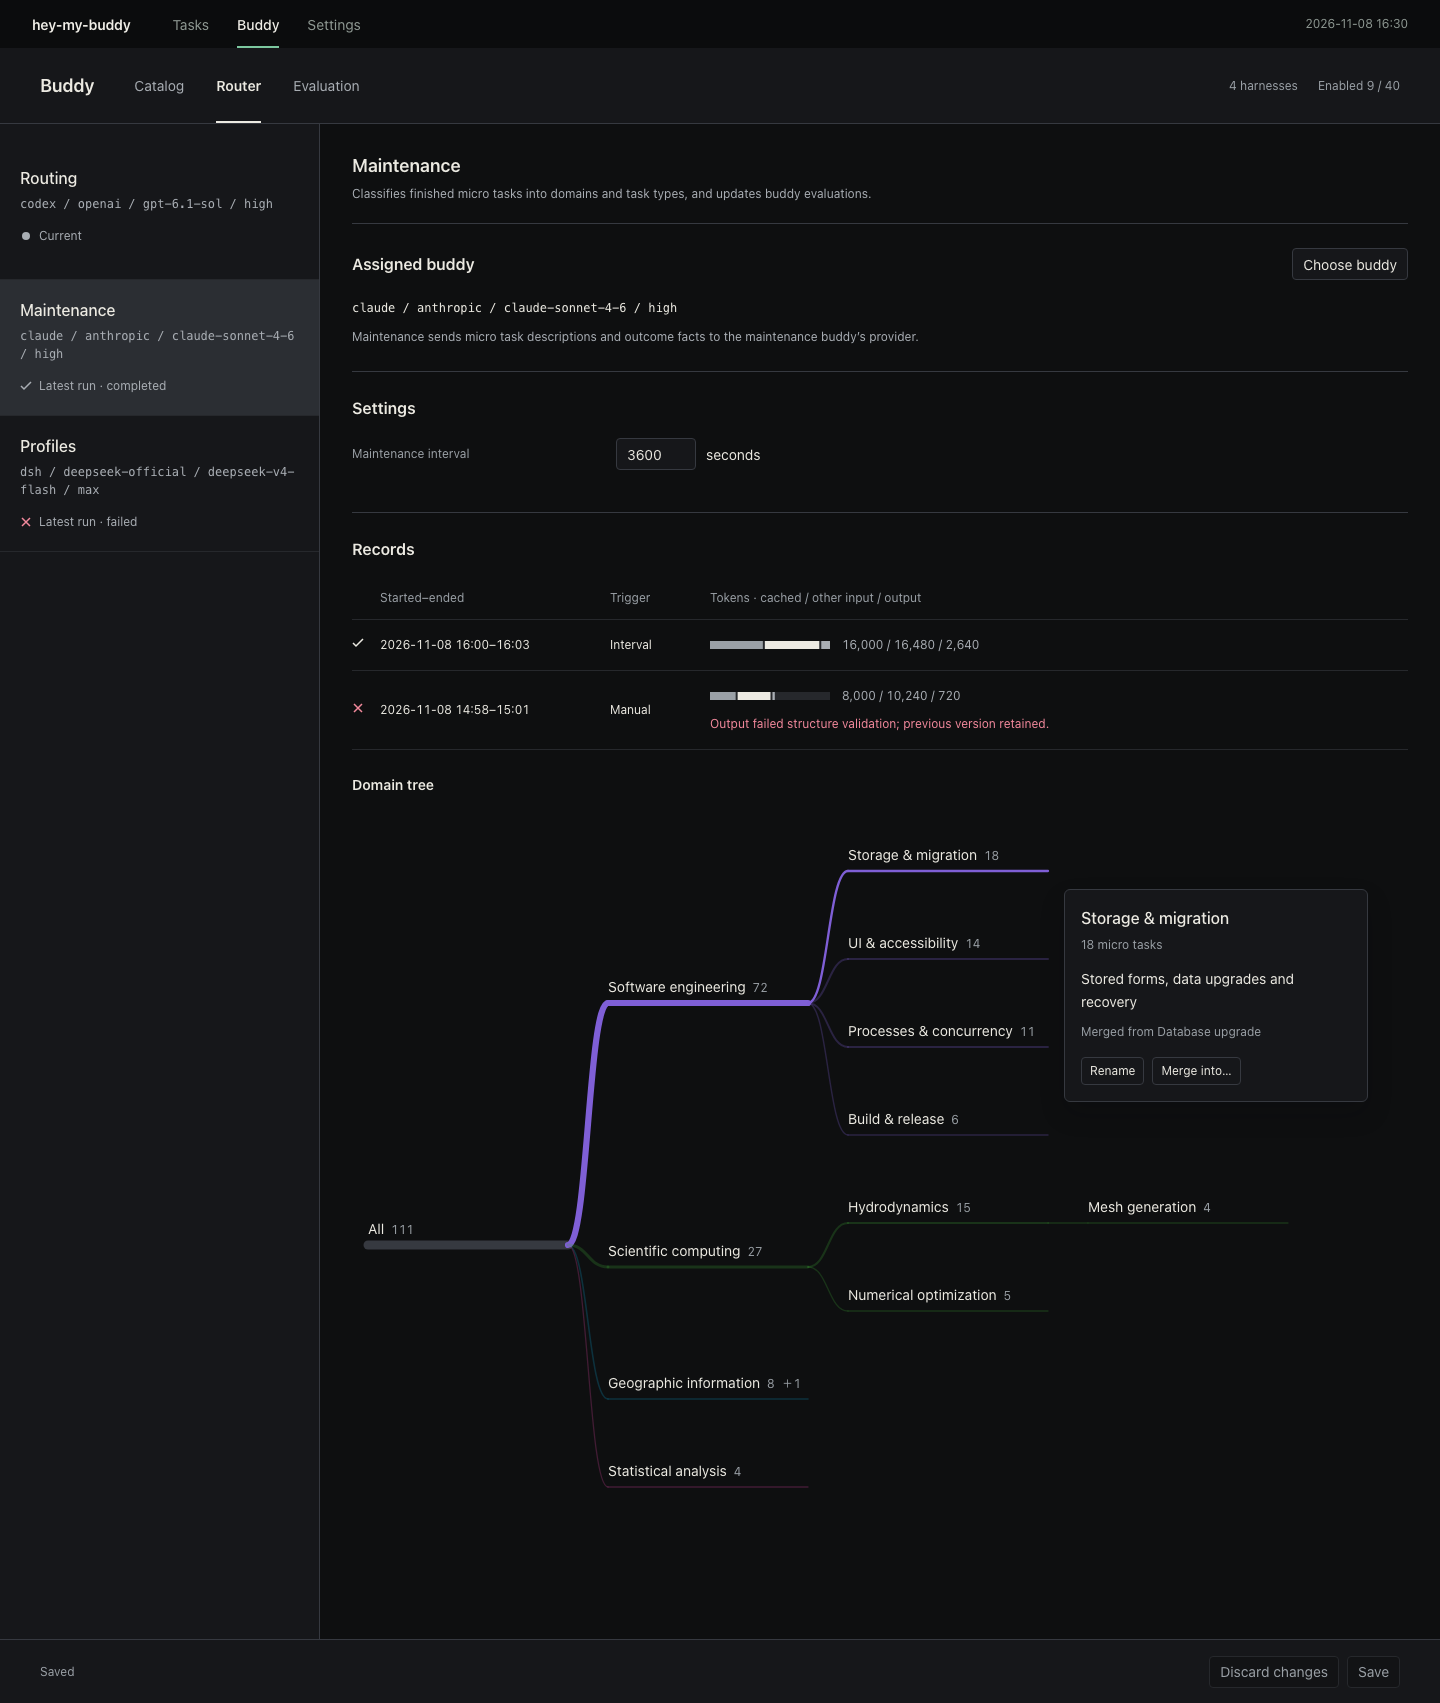 hey-my-buddy Tasks Buddy Settings 2026-11-08 16:30
Buddy Catalog Router Evaluation 4 harnesses Enabled 9 / 40
Routing
codex / openai / gpt-6.1-sol / high
Current
Maintenance
claude / anthropic / claude-sonnet-4-6
/ high
Latest run · completed
Profiles
dsh / deepseek-official / deepseek-v4-
flash / max
Latest run · failed
Maintenance
Classifies finished micro tasks into domains and task types, and updates buddy evaluations.
Assigned buddy Choose buddy
claude / anthropic / claude-sonnet-4-6 / high
Maintenance sends micro task descriptions and outcome facts to the maintenance buddy's provider.
Settings
Maintenance interval 3600 seconds
Records
Started–ended Trigger Tokens · cached / other input / output
2026-11-08 16:00–16:03 Interval 16,000 / 16,480 / 2,640
2026-11-08 14:58–15:01 Manual 8,000 / 10,240 / 720
Output failed structure validation; previous version retained.
Domain tree
All 111
Software engineering 72
Storage & migration 18
UI & accessibility 14
Processes & concurrency 11
Build & release 6
Scientific computing 27
Hydrodynamics 15
Mesh generation 4
Numerical optimization 5
Geographic information 8 +1
Statistical analysis 4
Storage & migration
18 micro tasks
Stored forms, data upgrades and
recovery
Merged from Database upgrade
Rename Merge into…
Saved Discard changes Save